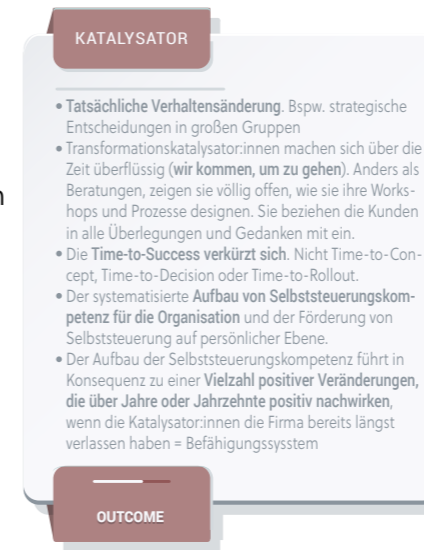 KATALYSATOR
• Tatsächliche Verhaltensänderung. Bspw. strategische
Entscheidungen in großen Gruppen
• Transformationskatalysator:innen machen sich über die
Zeit überflüssig (wir kommen, um zu gehen). Anders als
Beratungen, zeigen sie völlig offen, wie sie ihre Works-
hops und Prozesse designen. Sie beziehen die Kunden
in alle Überlegungen und Gedanken mit ein.
• Die Time-to-Success verkürzt sich. Nicht Time-to-Con-
cept, Time-to-Decision oder Time-to-Rollout.
• Der systematisierte Aufbau von Selbststeuerungskom-
petenz für die Organisation und der Förderung von
Selbststeuerung auf persönlicher Ebene.
• Der Aufbau der Selbststeuerungskompetenz führt in
Konsequenz zu einer Vielzahl positiver Veränderungen,
die über Jahre oder Jahrzehnte positiv nachwirken,
wenn die Katalysator:innen die Firma bereits längst
verlassen haben = Befähigungssysstem
OUTCOME